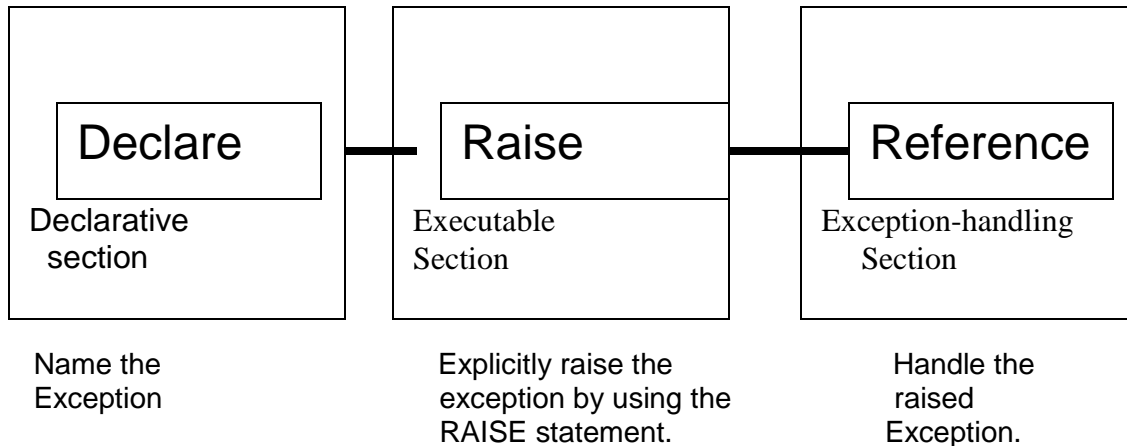 Declare
Declarative
section
Name the
Exception
Raise
Executable
Section
Explicitly raise the
exception by using the
RAISE statement.
Reference
Exception-handling
Section
Handle the
raised
Exception.